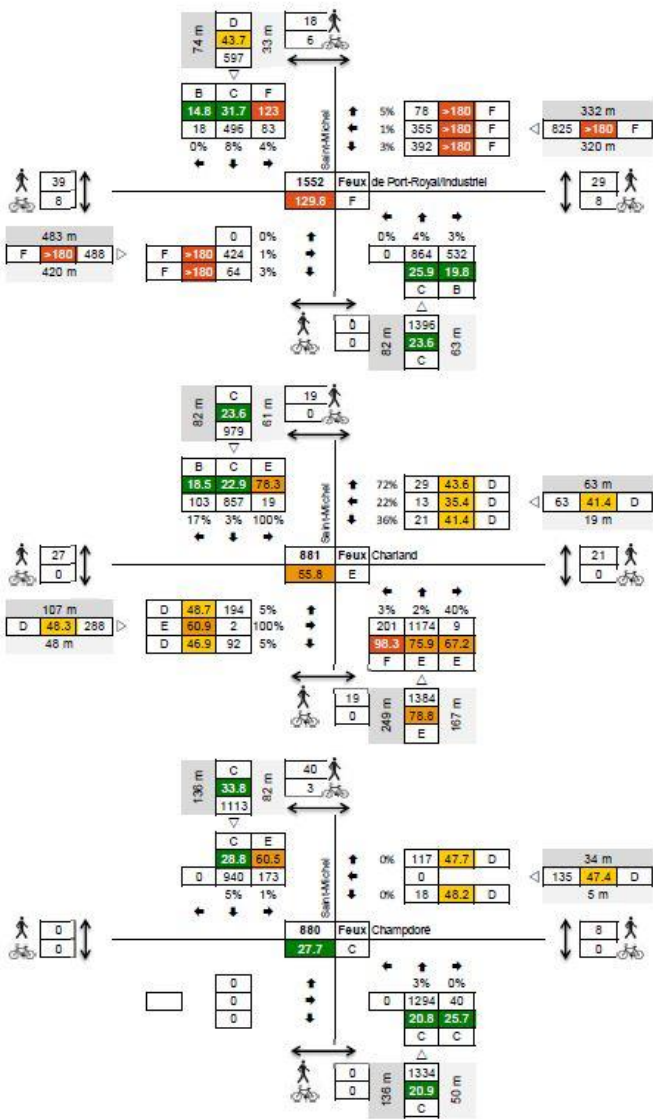 D 18
74 m 43.7 33 m 6
597
B C F
14.8 31.7 123
18 496 83
0% 8% 4%
Saint-Michel
5% 78 >180 F
1% 355 >180 F
3% 392 >180 F
332 m
825 >180 F
320 m
39
8
1552 Feux de Port-Royal/Industriel
129.8 F
29
8
483 m
F >180 488
420 m
0 0%
F >180 424 1%
F >180 64 3%
0% 4% 3%
0 864 532
25.9 19.8
C B
0
0
82 m 1396 63 m
23.6
C
C 19
82 m 23.6 61 m 0
979
B C E
18.5 22.9 78.3
103 857 19
17% 3% 100%
Saint-Michel
72% 29 43.6 D
22% 13 35.4 D
36% 21 41.4 D
63 m
63 41.4 D
19 m
27
0
881 Feux Charland
55.8 E
21
0
107 m
D 48.3 288
48 m
D 48.7 194 5%
E 60.9 2 100%
D 46.9 92 5%
3% 2% 40%
201 1174 9
98.3 75.9 67.2
F E E
19
0
249 m 1384 167 m
78.8
E
C 40
136 m 33.8 82 m 3
1113
C E
28.8 60.5
0 940 173
5% 1%
Saint-Michel
0% 117 47.7 D
0
0% 18 48.2 D
34 m
135 47.4 D
5 m
0
0
880 Feux Champdoré
27.7 C
8
0
0
0
0
3% 0%
0 1294 40
20.8 25.7
C C
0
0
136 m 1334 50 m
20.9
C